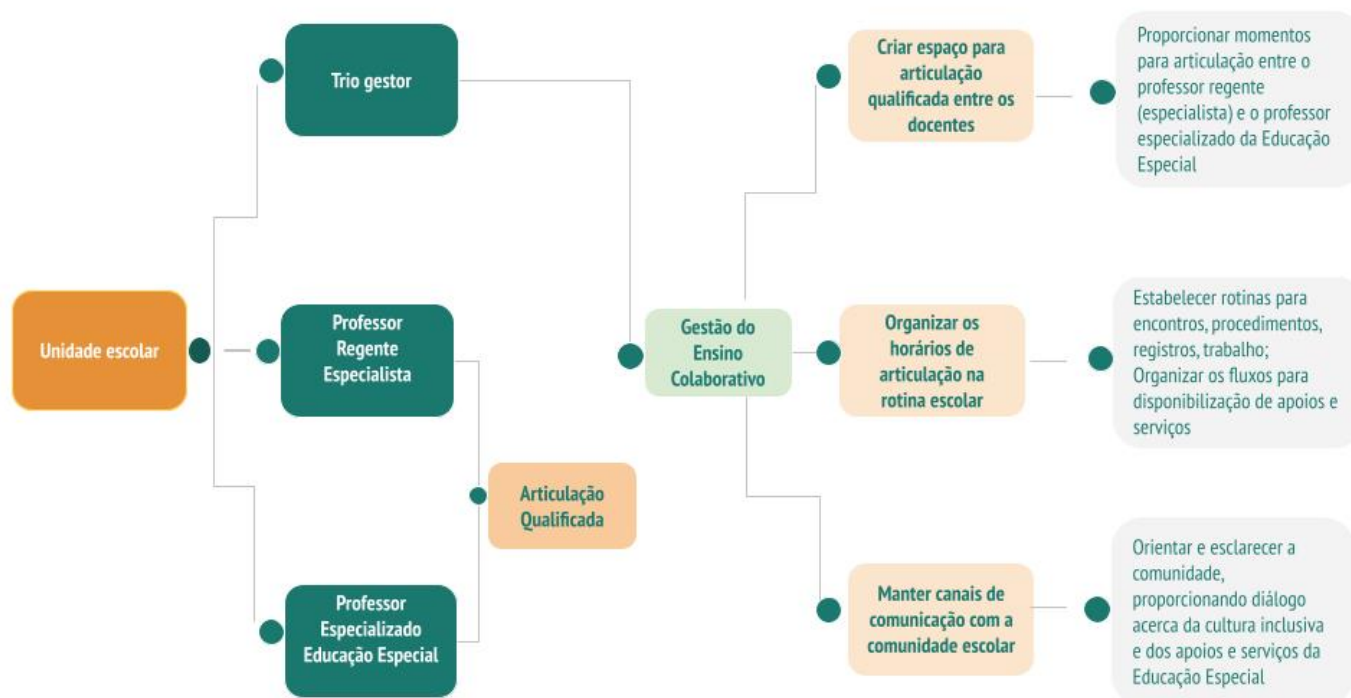 Unidade escolar
Trio gestor
Professor
Regente
Especialista
Professor
Especializado
Educação Especial
Articulação
Qualificada
Gestão do
Ensino
Colaborativo
Criar espaço para
articulação
qualificada entre os
docentes
Proporcionar momentos
para articulação entre o
professor regente
(especialista) e o professor
especializado da Educação
Especial
Organizar os
horários de
articulação na
rotina escolar
Estabelecer rotinas para
encontros, procedimentos,
registros, trabalho;
Organizar os fluxos para
disponibilização de apoios e
serviços
Manter canais de
comunicação com a
comunidade escolar
Orientar e esclarecer a
comunidade,
proporcionando diálogo
acerca da cultura inclusiva
e dos apoios e serviços da
Educação Especial